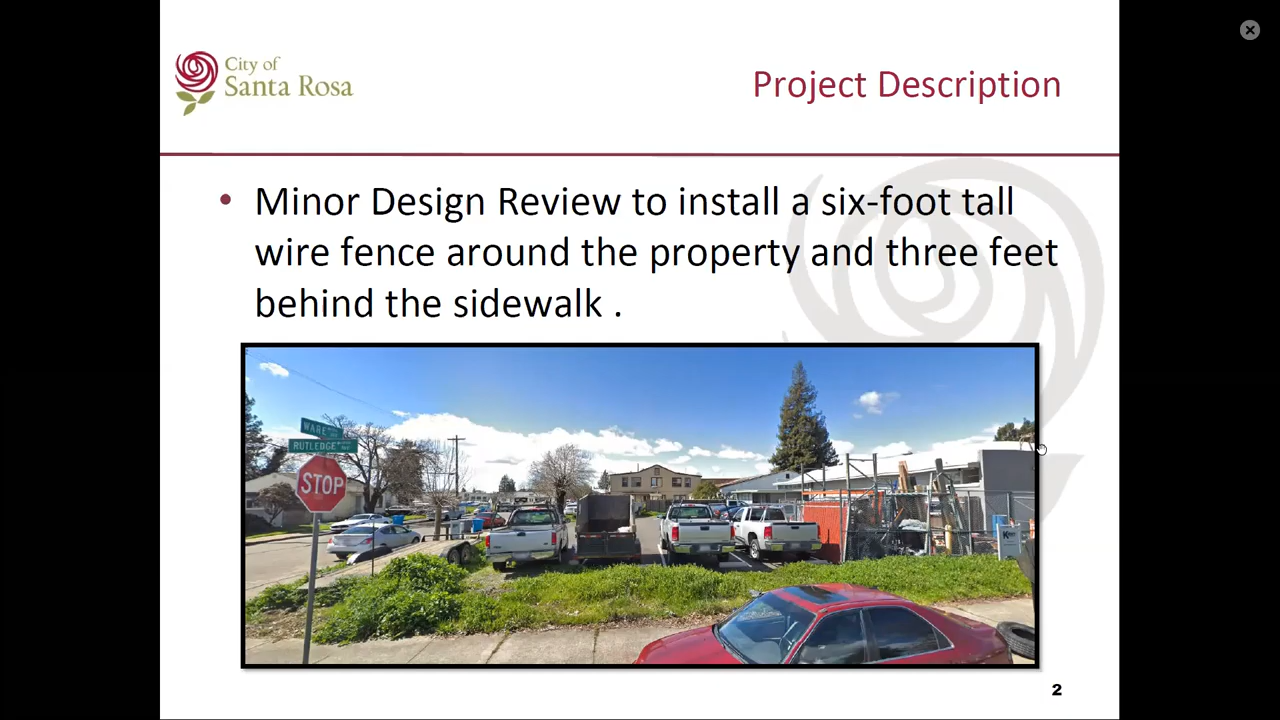 City of
Santa Rosa
Project Description
• Minor Design Review to install a six-foot tall
wire fence around the property and three feet
behind the sidewalk .
WARE
RUTLEDGE
STOP
2